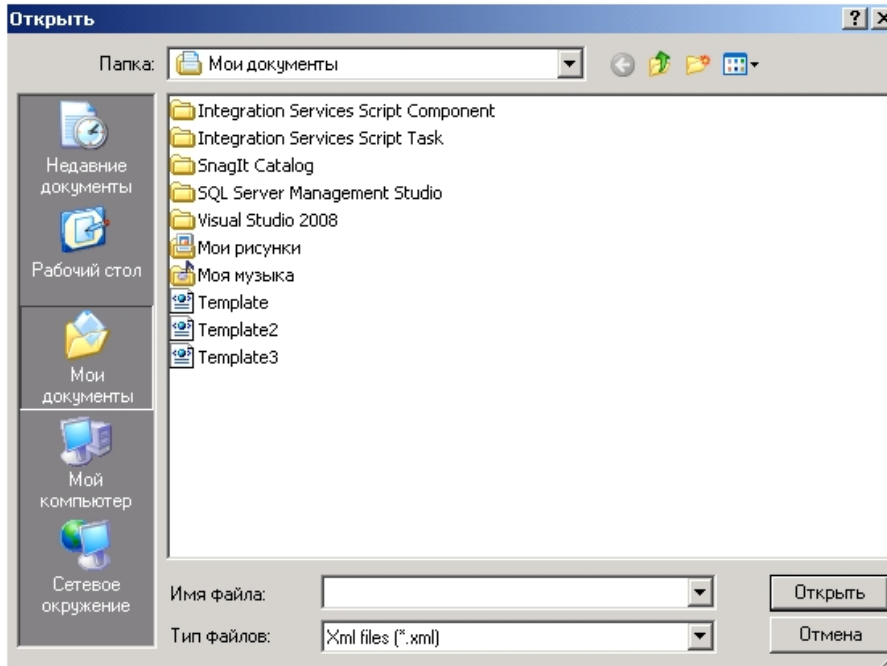 Открыть
Папка:
Мои документы
Недавние
документы
Рабочий стол
Мои
документы
Мой
компьютер
Сетевое
окружение
Integration Services Script Component
Integration Services Script Task
SnagIt Catalog
SQL Server Management Studio
Visual Studio 2008
Мои рисунки
Моя музыка
Template
Template2
Template3
Имя файла:
Открыть
Тип файлов:
Xml files (*.xml)
Отмена